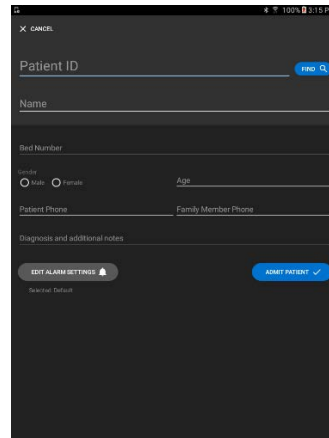 100% 3:15 P
CANCEL
Patient ID
FIND
Name
Bed Number
Gender
Male Female
Age
Patient Phone
Family Member Phone
Diagnosis and additional notes
EDIT ALARM SETTINGS
ADMIT PATIENT
Selected: Default